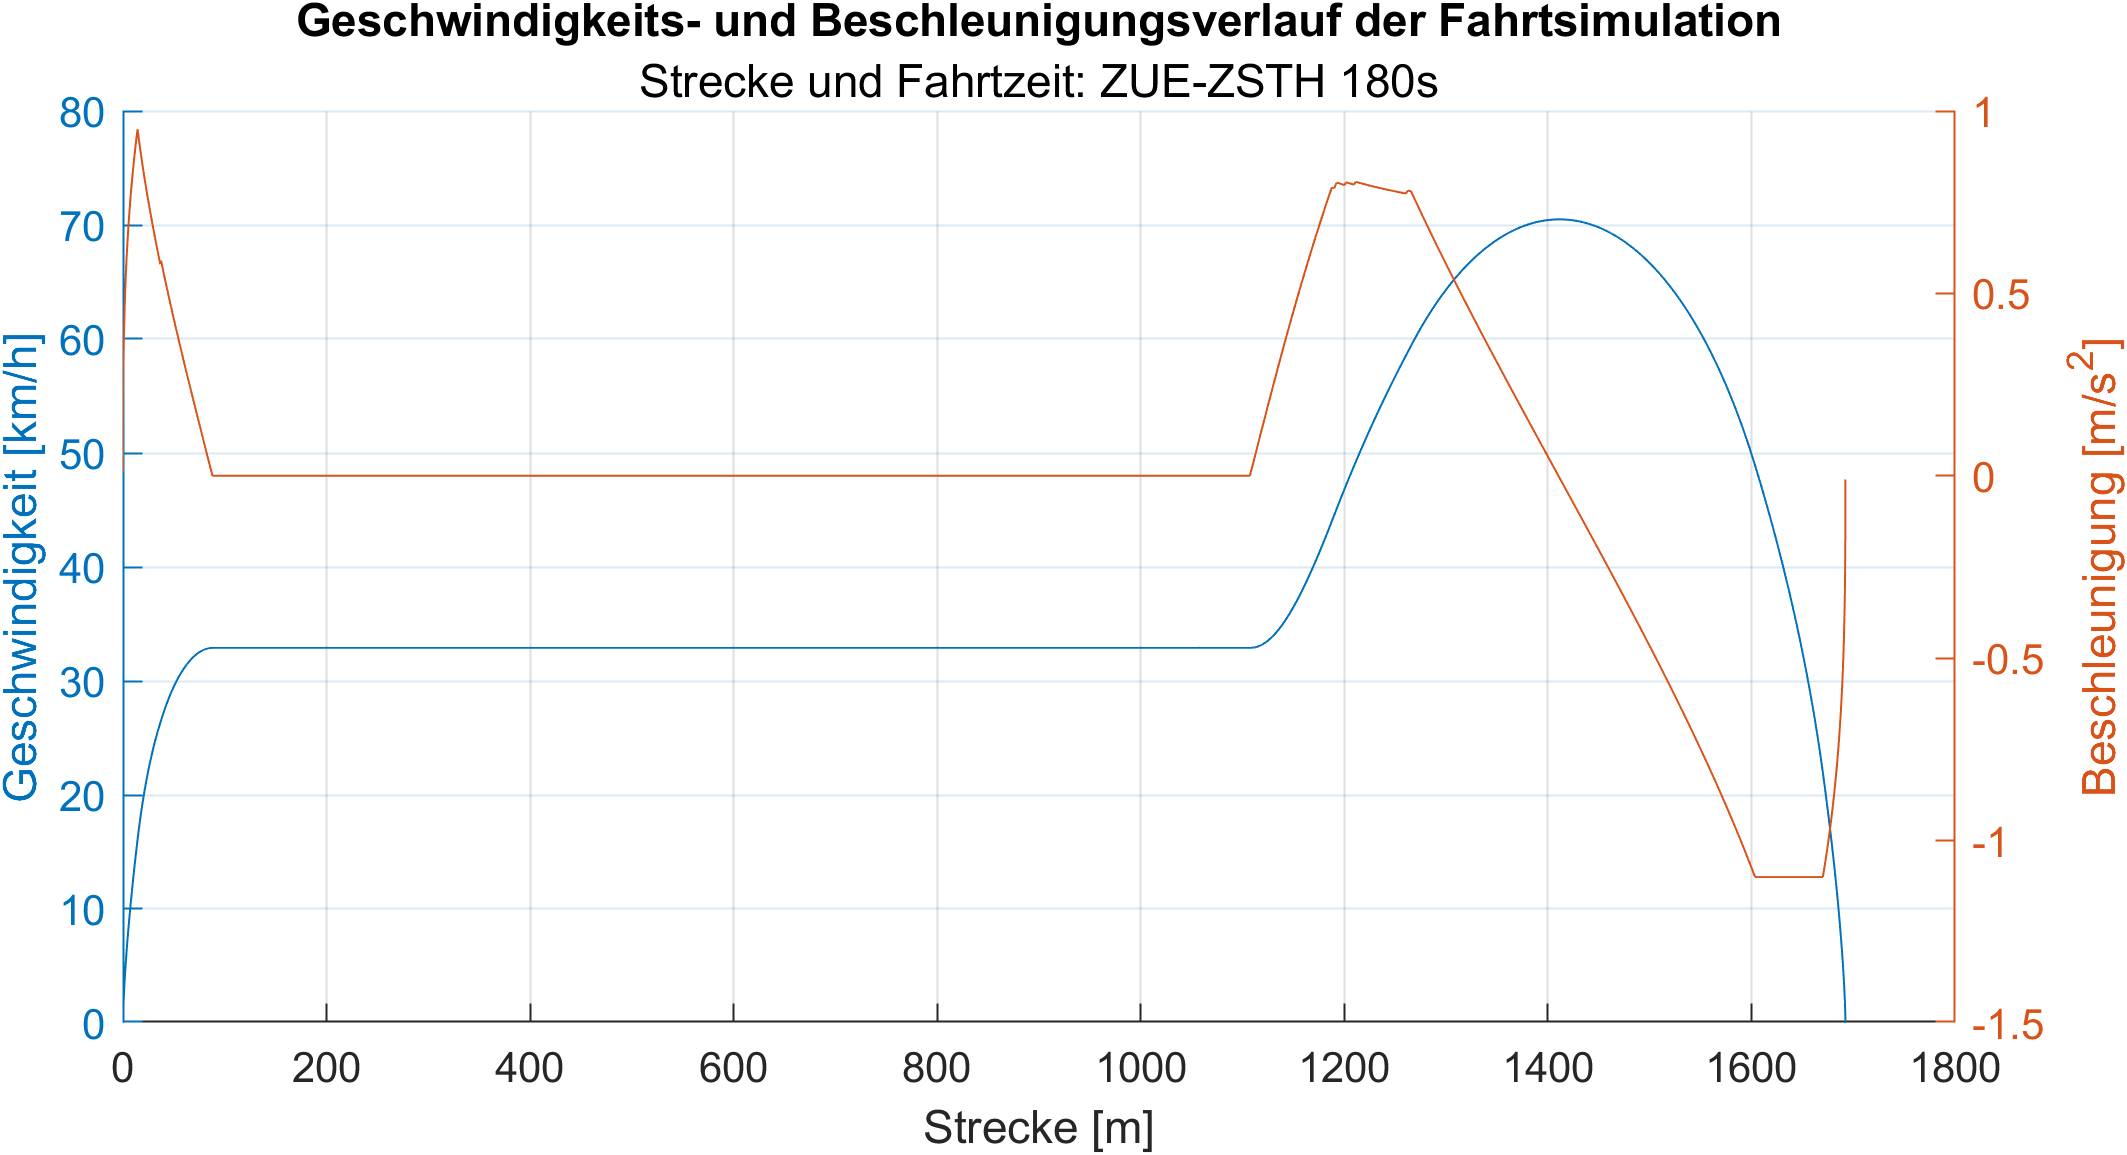 Geschwindigkeits- und Beschleunigungsverlauf der Fahrtsimulation
Strecke und Fahrtzeit: ZUE-ZSTH 180s
Geschwindigkeit [km/h]
80
70
60
50
40
30
20
10
0
0 200 400 600 800 1000 1200 1400 1600 1800
Strecke [m]
1
0.5
0
-0.5
-1
-1.5
Beschleunigung [m/s²]